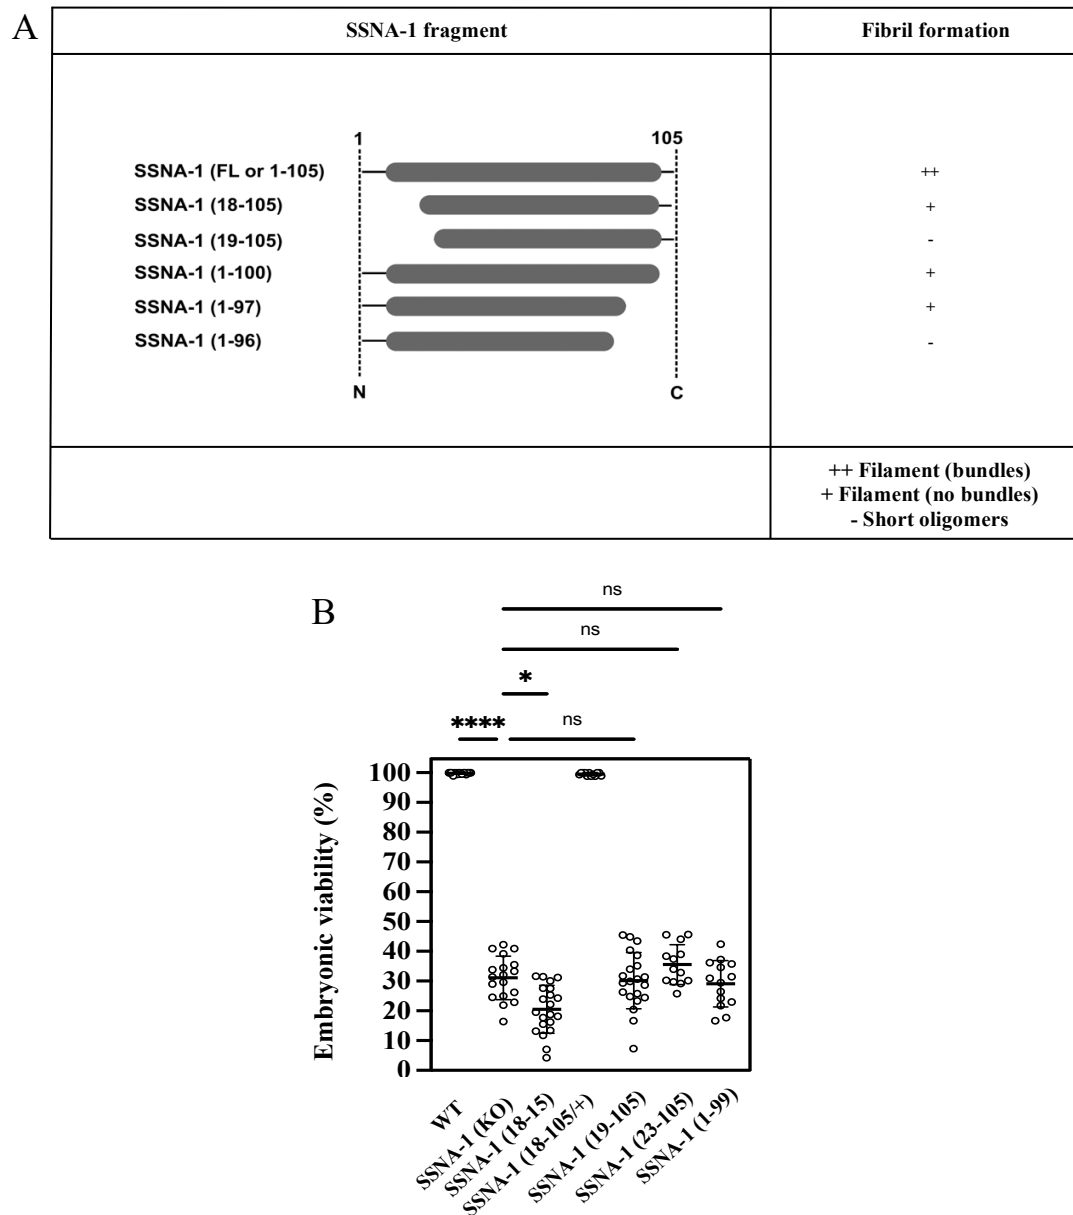 A
SSNA-1 fragment
Fibril formation
1
105
SSNA-1 (FL or 1-105)
++
SSNA-1 (18-105)
+
SSNA-1 (19-105)
-
SSNA-1 (1-100)
+
SSNA-1 (1-97)
+
SSNA-1 (1-96)
-
N
C
++ Filament (bundles)
+ Filament (no bundles)
- Short oligomers
B
ns
ns
*
****
ns
Embryonic viability (%)
100
90
80
70
60
50
40
30
20
10
0
WT
SSNA-1 (KO)
SSNA-1 (18-15)
SSNA-1 (18-105/+)
SSNA-1 (19-105)
SSNA-1 (23-105)
SSNA-1 (1-99)